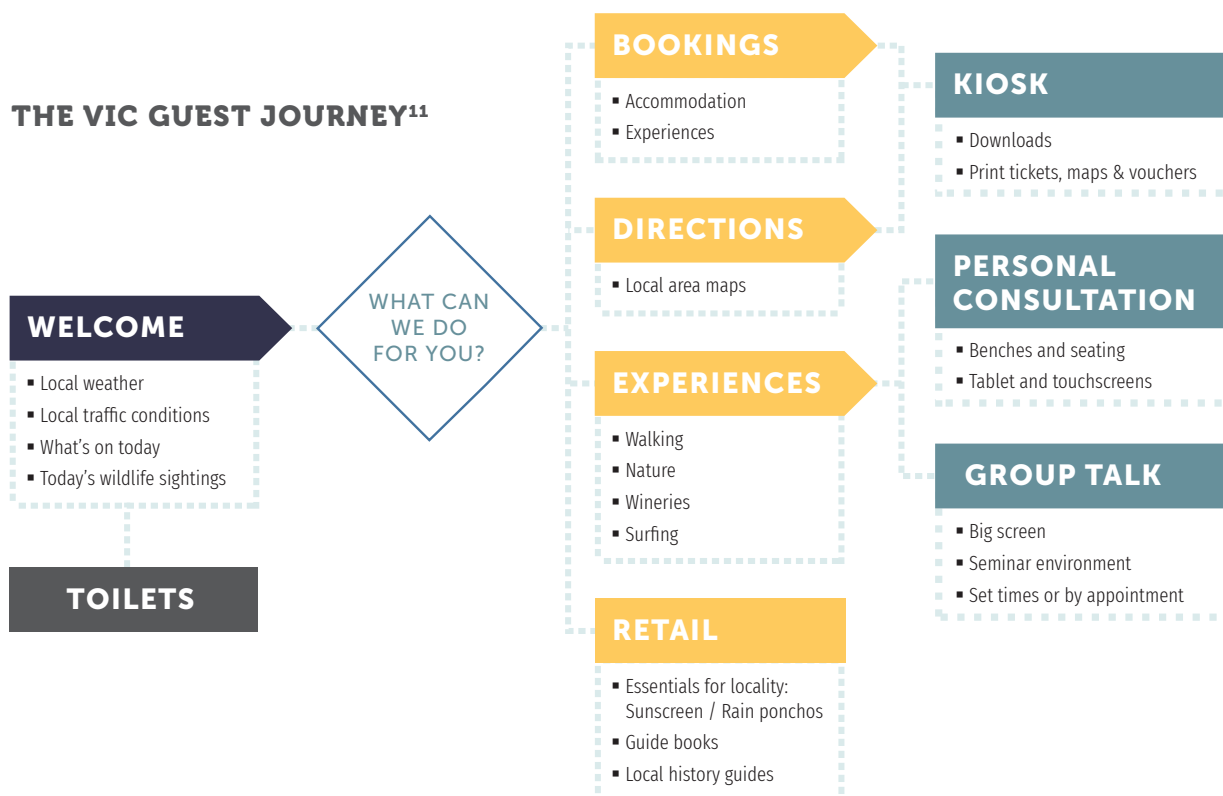 THE VIC GUEST JOURNEY11
WELCOME
▪ Local weather
▪ Local traffic conditions
▪ What's on today
▪ Today's wildlife sightings
TOILETS
WHAT CAN
WE DO
FOR YOU?
BOOKINGS
▪ Accommodation
▪ Experiences
DIRECTIONS
▪ Local area maps
EXPERIENCES
▪ Walking
▪ Nature
▪ Wineries
▪ Surfing
RETAIL
▪ Essentials for locality:
Sunscreen / Rain ponchos
▪ Guide books
▪ Local history guides
KIOSK
▪ Downloads
▪ Print tickets, maps & vouchers
PERSONAL
CONSULTATION
▪ Benches and seating
▪ Tablet and touchscreens
GROUP TALK
▪ Big screen
▪ Seminar environment
▪ Set times or by appointment